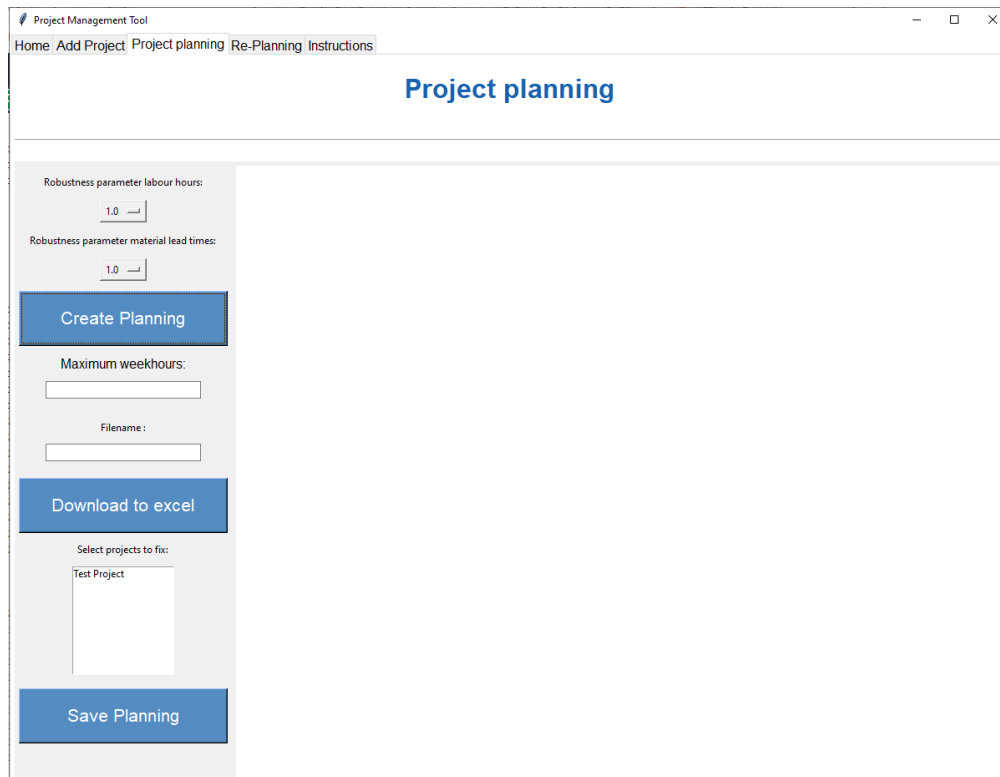 Project Management Tool
Home Add Project Project planning Re-Planning Instructions
Project planning
Robustness parameter labour hours:
1.0
Robustness parameter material lead times:
1.0
Create Planning
Maximum weekhours:
Filename :
Download to excel
Select projects to fix:
Test Project
Save Planning